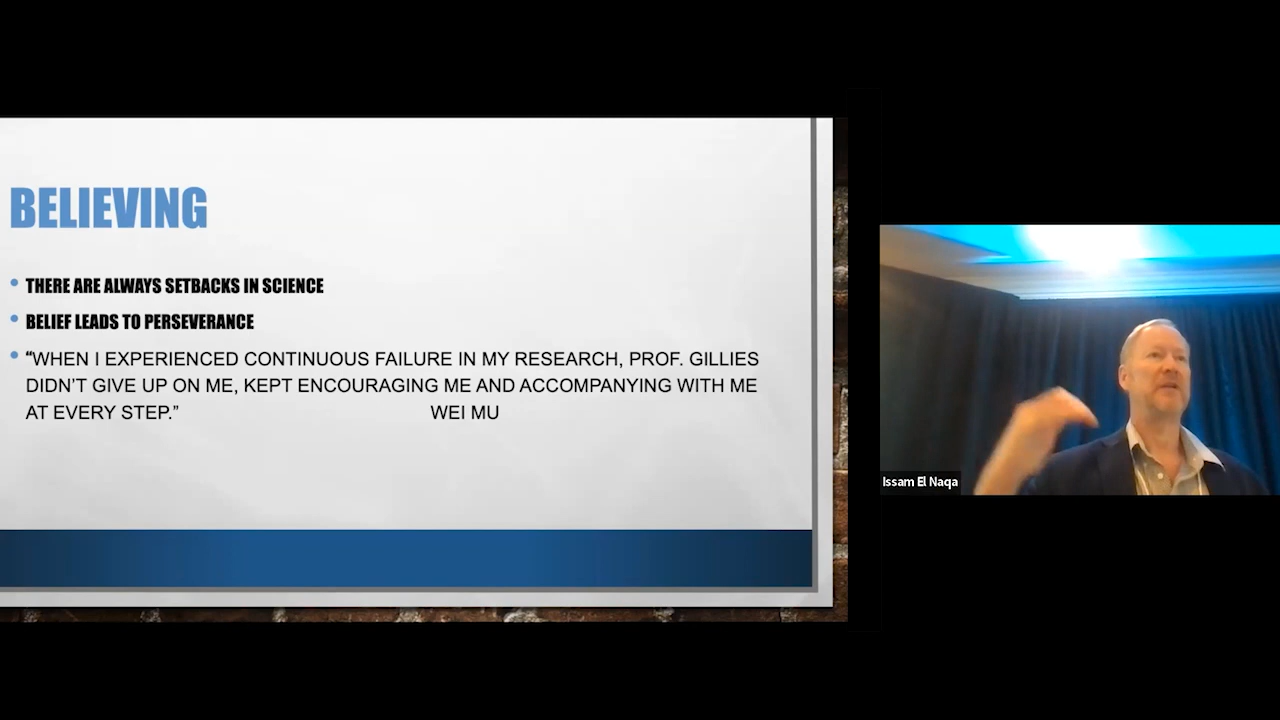 BELIEVING
THERE ARE ALWAYS SETBACKS IN SCIENCE
BELIEF LEADS TO PERSEVERANCE
“WHEN I EXPERIENCED CONTINUOUS FAILURE IN MY RESEARCH, PROF. GILLIES
DIDN’T GIVE UP ON ME, KEPT ENCOURAGING ME AND ACCOMPANYING WITH ME
AT EVERY STEP.” WEI MU
Issam El Naqa